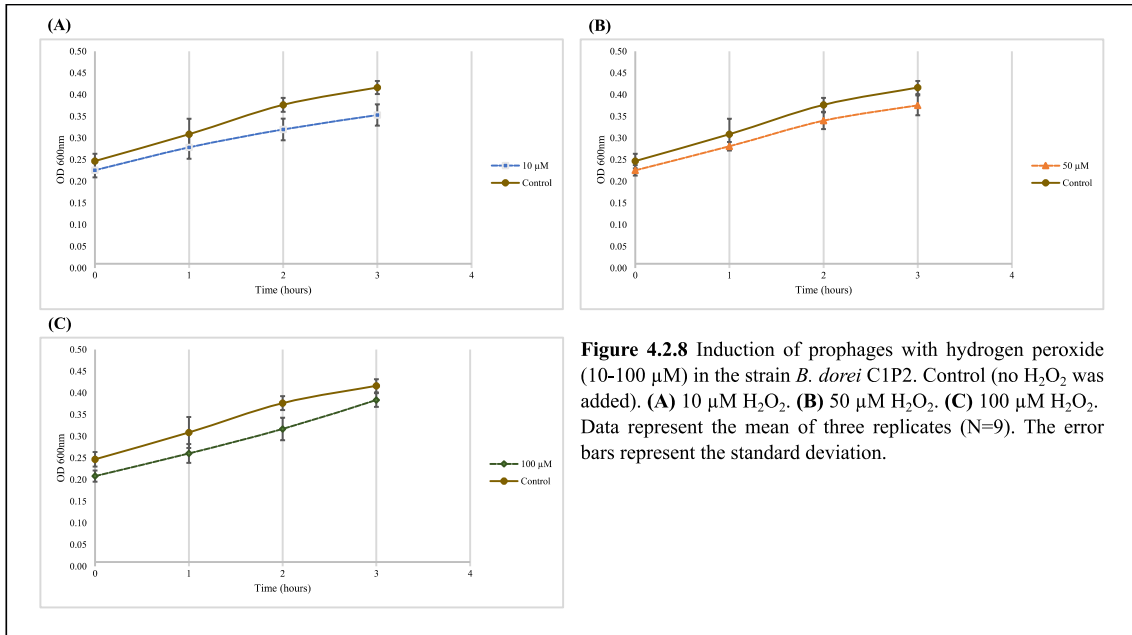 (A)
0.50
0.45
0.40
0.35
0.30
0.25
0.20
0.15
0.10
0.05
0.00
OD 600nm
0 1 2 3 4
Time (hours)
10 µM
Control
(B)
0.50
0.45
0.40
0.35
0.30
0.25
0.20
0.15
0.10
0.05
0.00
OD 600nm
0 1 2 3 4
Time (hours)
50 µM
Control
(C)
0.50
0.45
0.40
0.35
0.30
0.25
0.20
0.15
0.10
0.05
0.00
OD 600nm
0 1 2 3 4
Time (hours)
100 µM
Control
Figure 4.2.8 Induction of prophages with hydrogen peroxide
(10-100 µM) in the strain B. dorei C1P2. Control (no H₂O₂ was
added). (A) 10 µM H₂O₂. (B) 50 µM H₂O₂. (C) 100 µM H₂O₂.
Data represent the mean of three replicates (N=9). The error
bars represent the standard deviation.